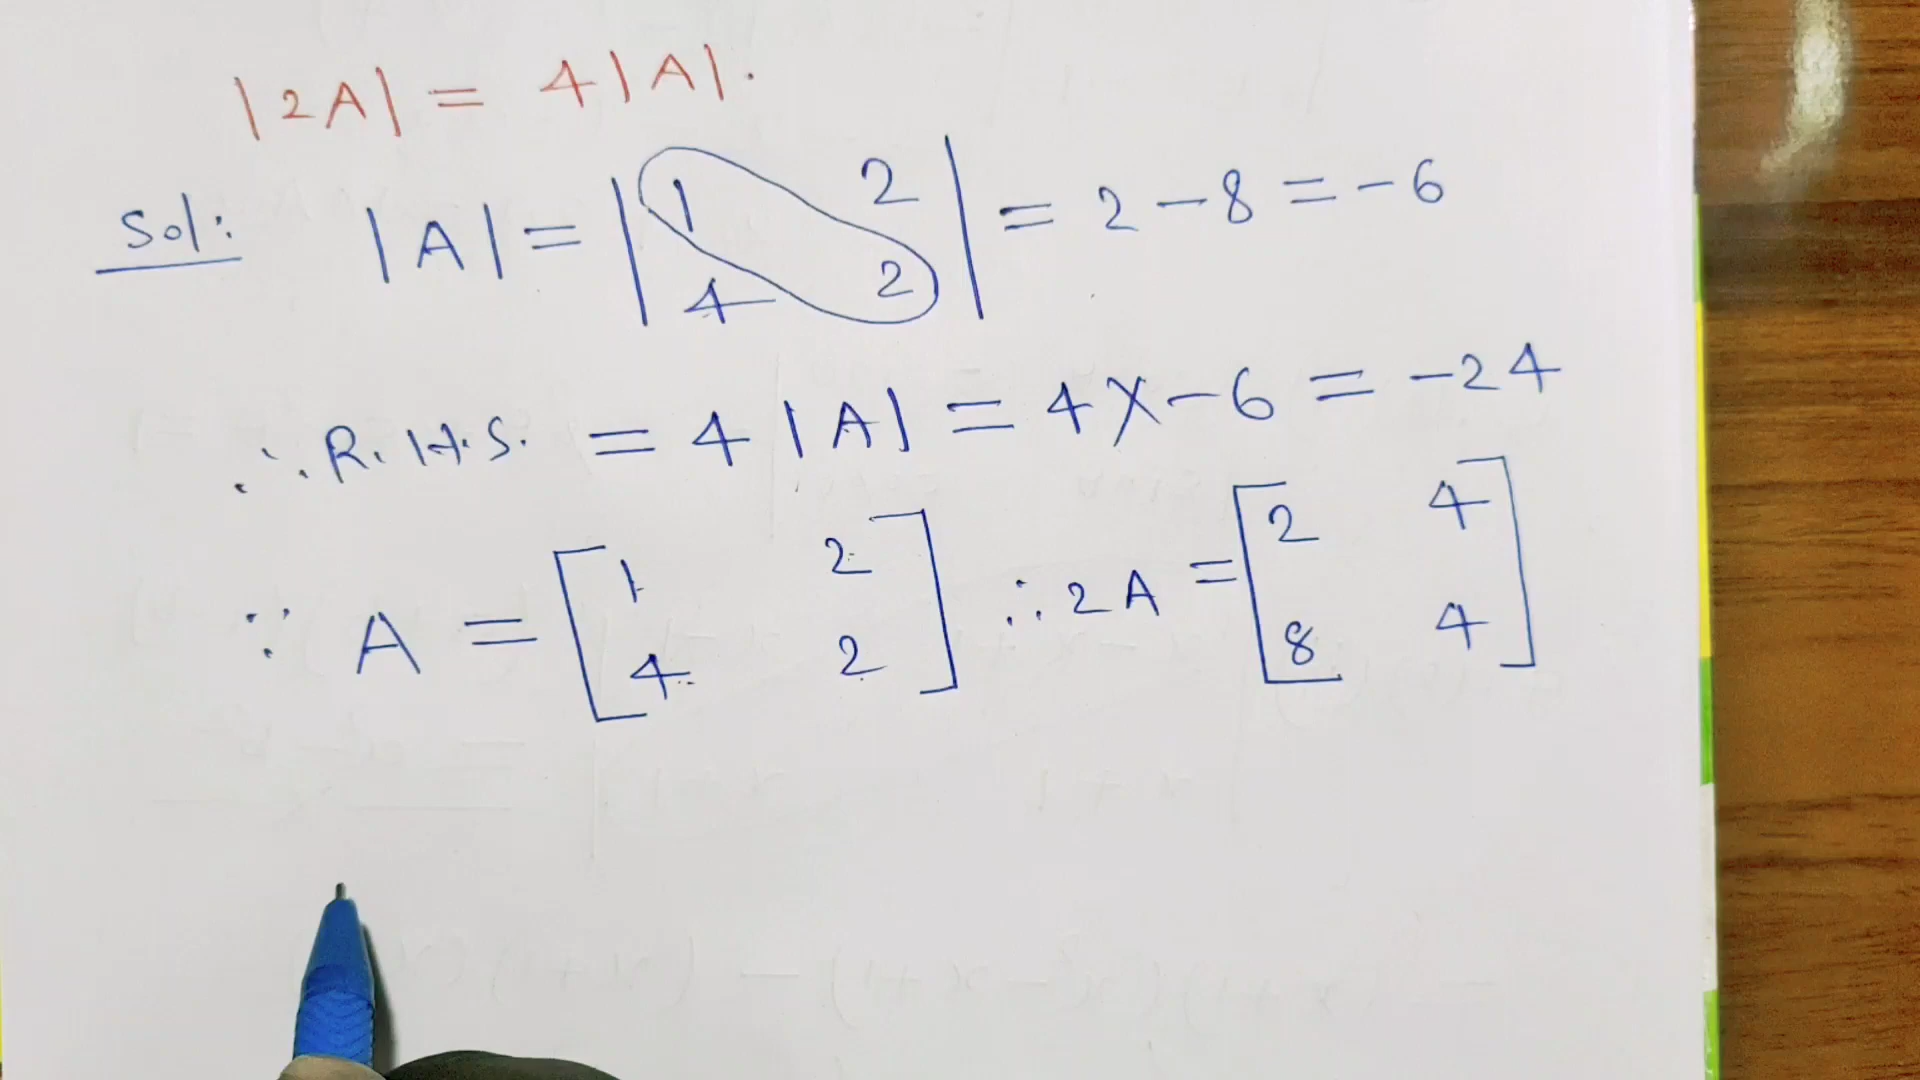 |2A| = 4|A|.
Sol: |A| = | 1 2 | = 2 - 8 = - 6
4 2
∴ R.H.S. = 4 |A| = 4 X - 6 = - 24
∵ A = [ 1 2 ] ∴ 2A = [ 2 4 ]
4 2 8 4